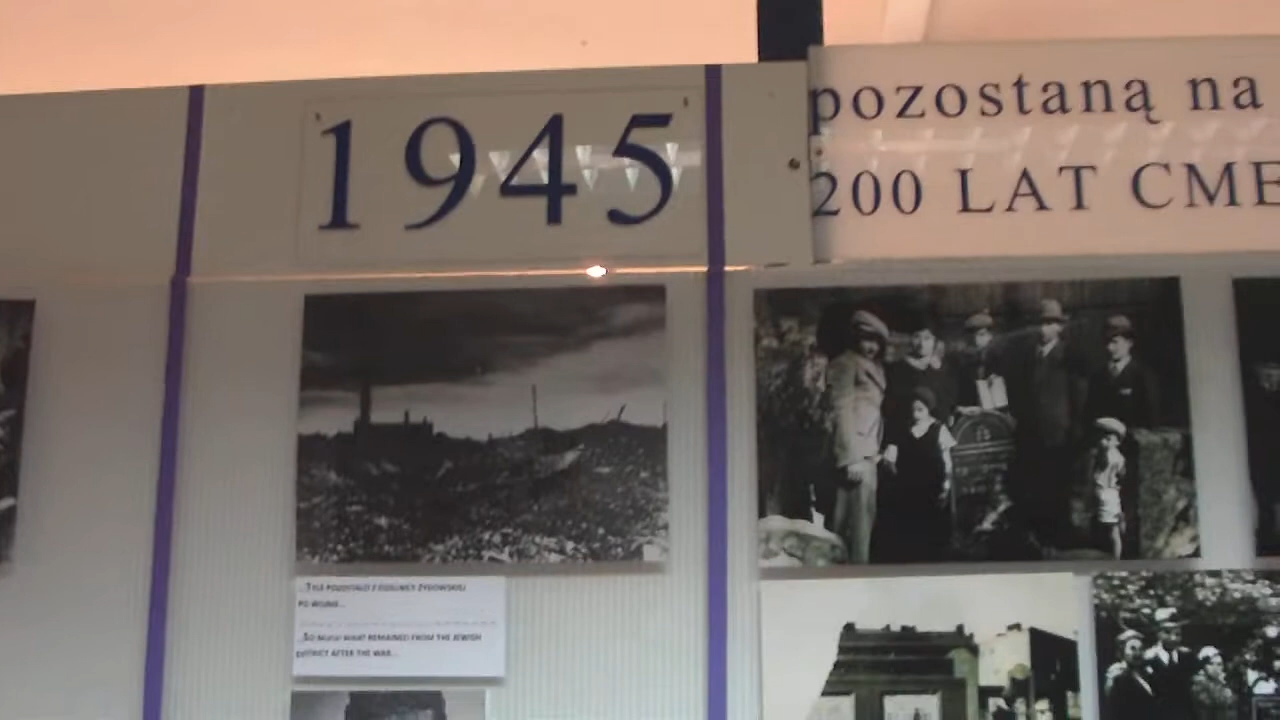 1945
pozostaną na
200 LAT CME
...TYLE POZOSTAŁO Z DZIELNICY ŻYDOWSKIEJ
PO WOJNIE...
...SO MUCH WHAT REMAINED FROM THE JEWISH
DISTRICT AFTER THE WAR...